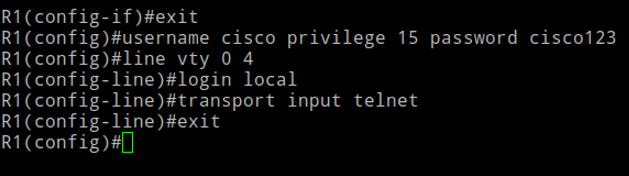 R1(config-if)#exit
R1(config)#username cisco privilege 15 password cisco123
R1(config)#line vty 0 4
R1(config-line)#login local
R1(config-line)#transport input telnet
R1(config-line)#exit
R1(config)#